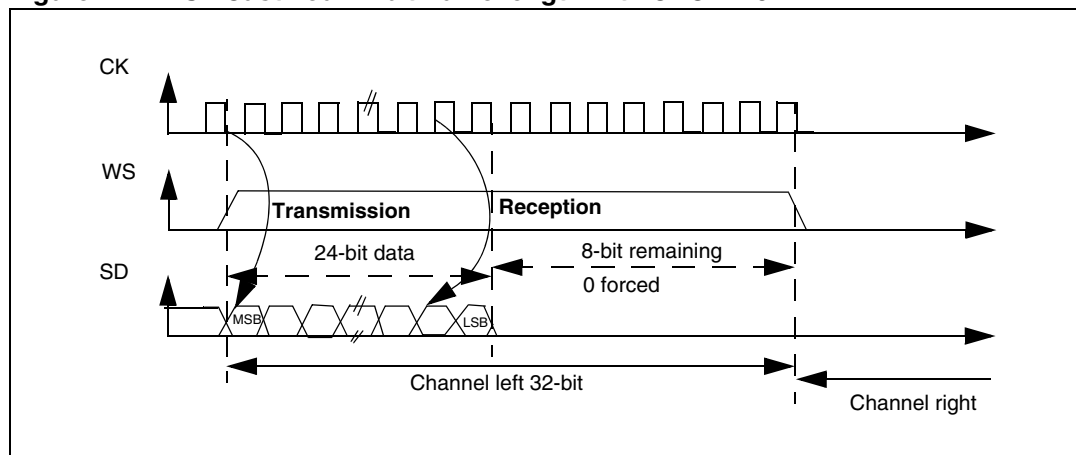 CK
WS
Transmission
Reception
24-bit data
8-bit remaining
0 forced
SD
MSB
LSB
Channel left 32-bit
Channel right